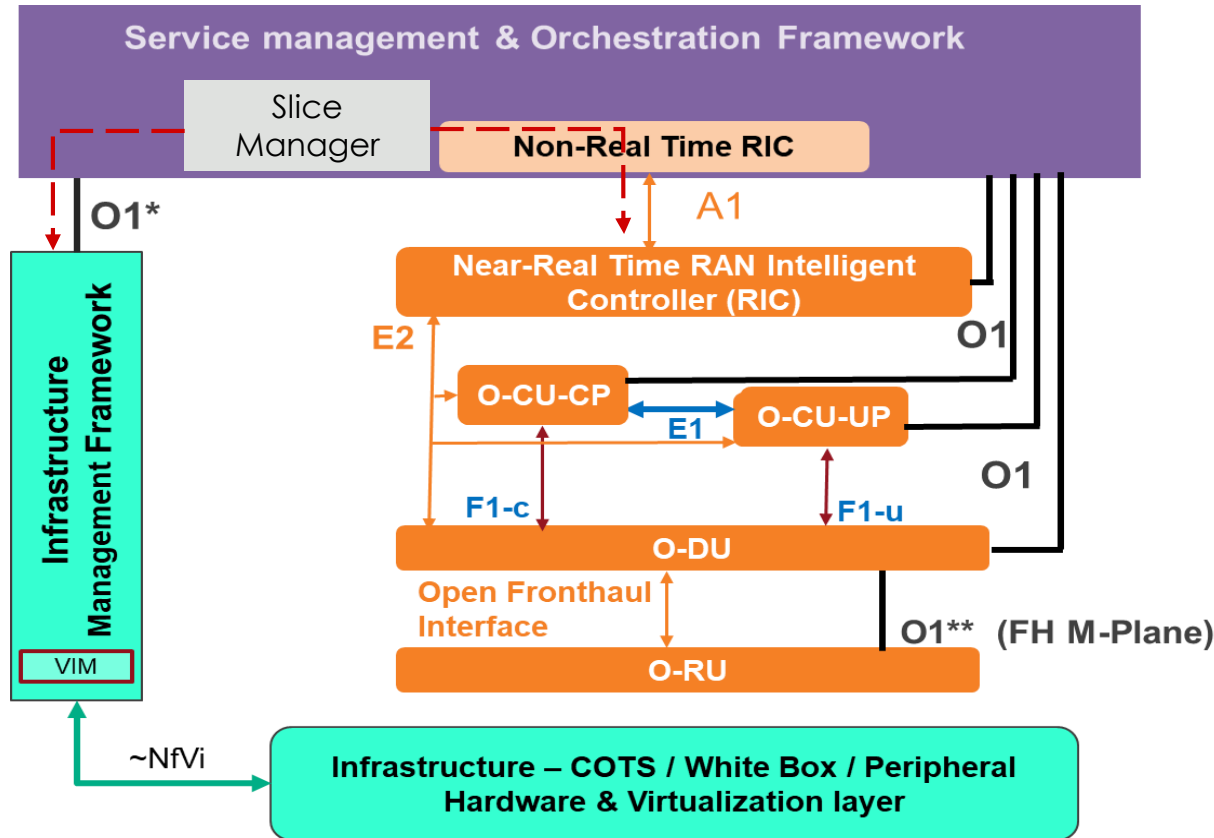 Service management & Orchestration Framework
Slice
Manager
Non-Real Time RIC
O1*
A1
Near-Real Time RAN Intelligent
Controller (RIC)
E2
O1
O-CU-CP
O-CU-UP
E1
O1
F1-c
F1-u
O-DU
Open Fronthaul
Interface
O1** (FH M-Plane)
O-RU
Infrastructure
Management Framework
VIM
~NfVi
Infrastructure – COTS / White Box / Peripheral
Hardware & Virtualization layer